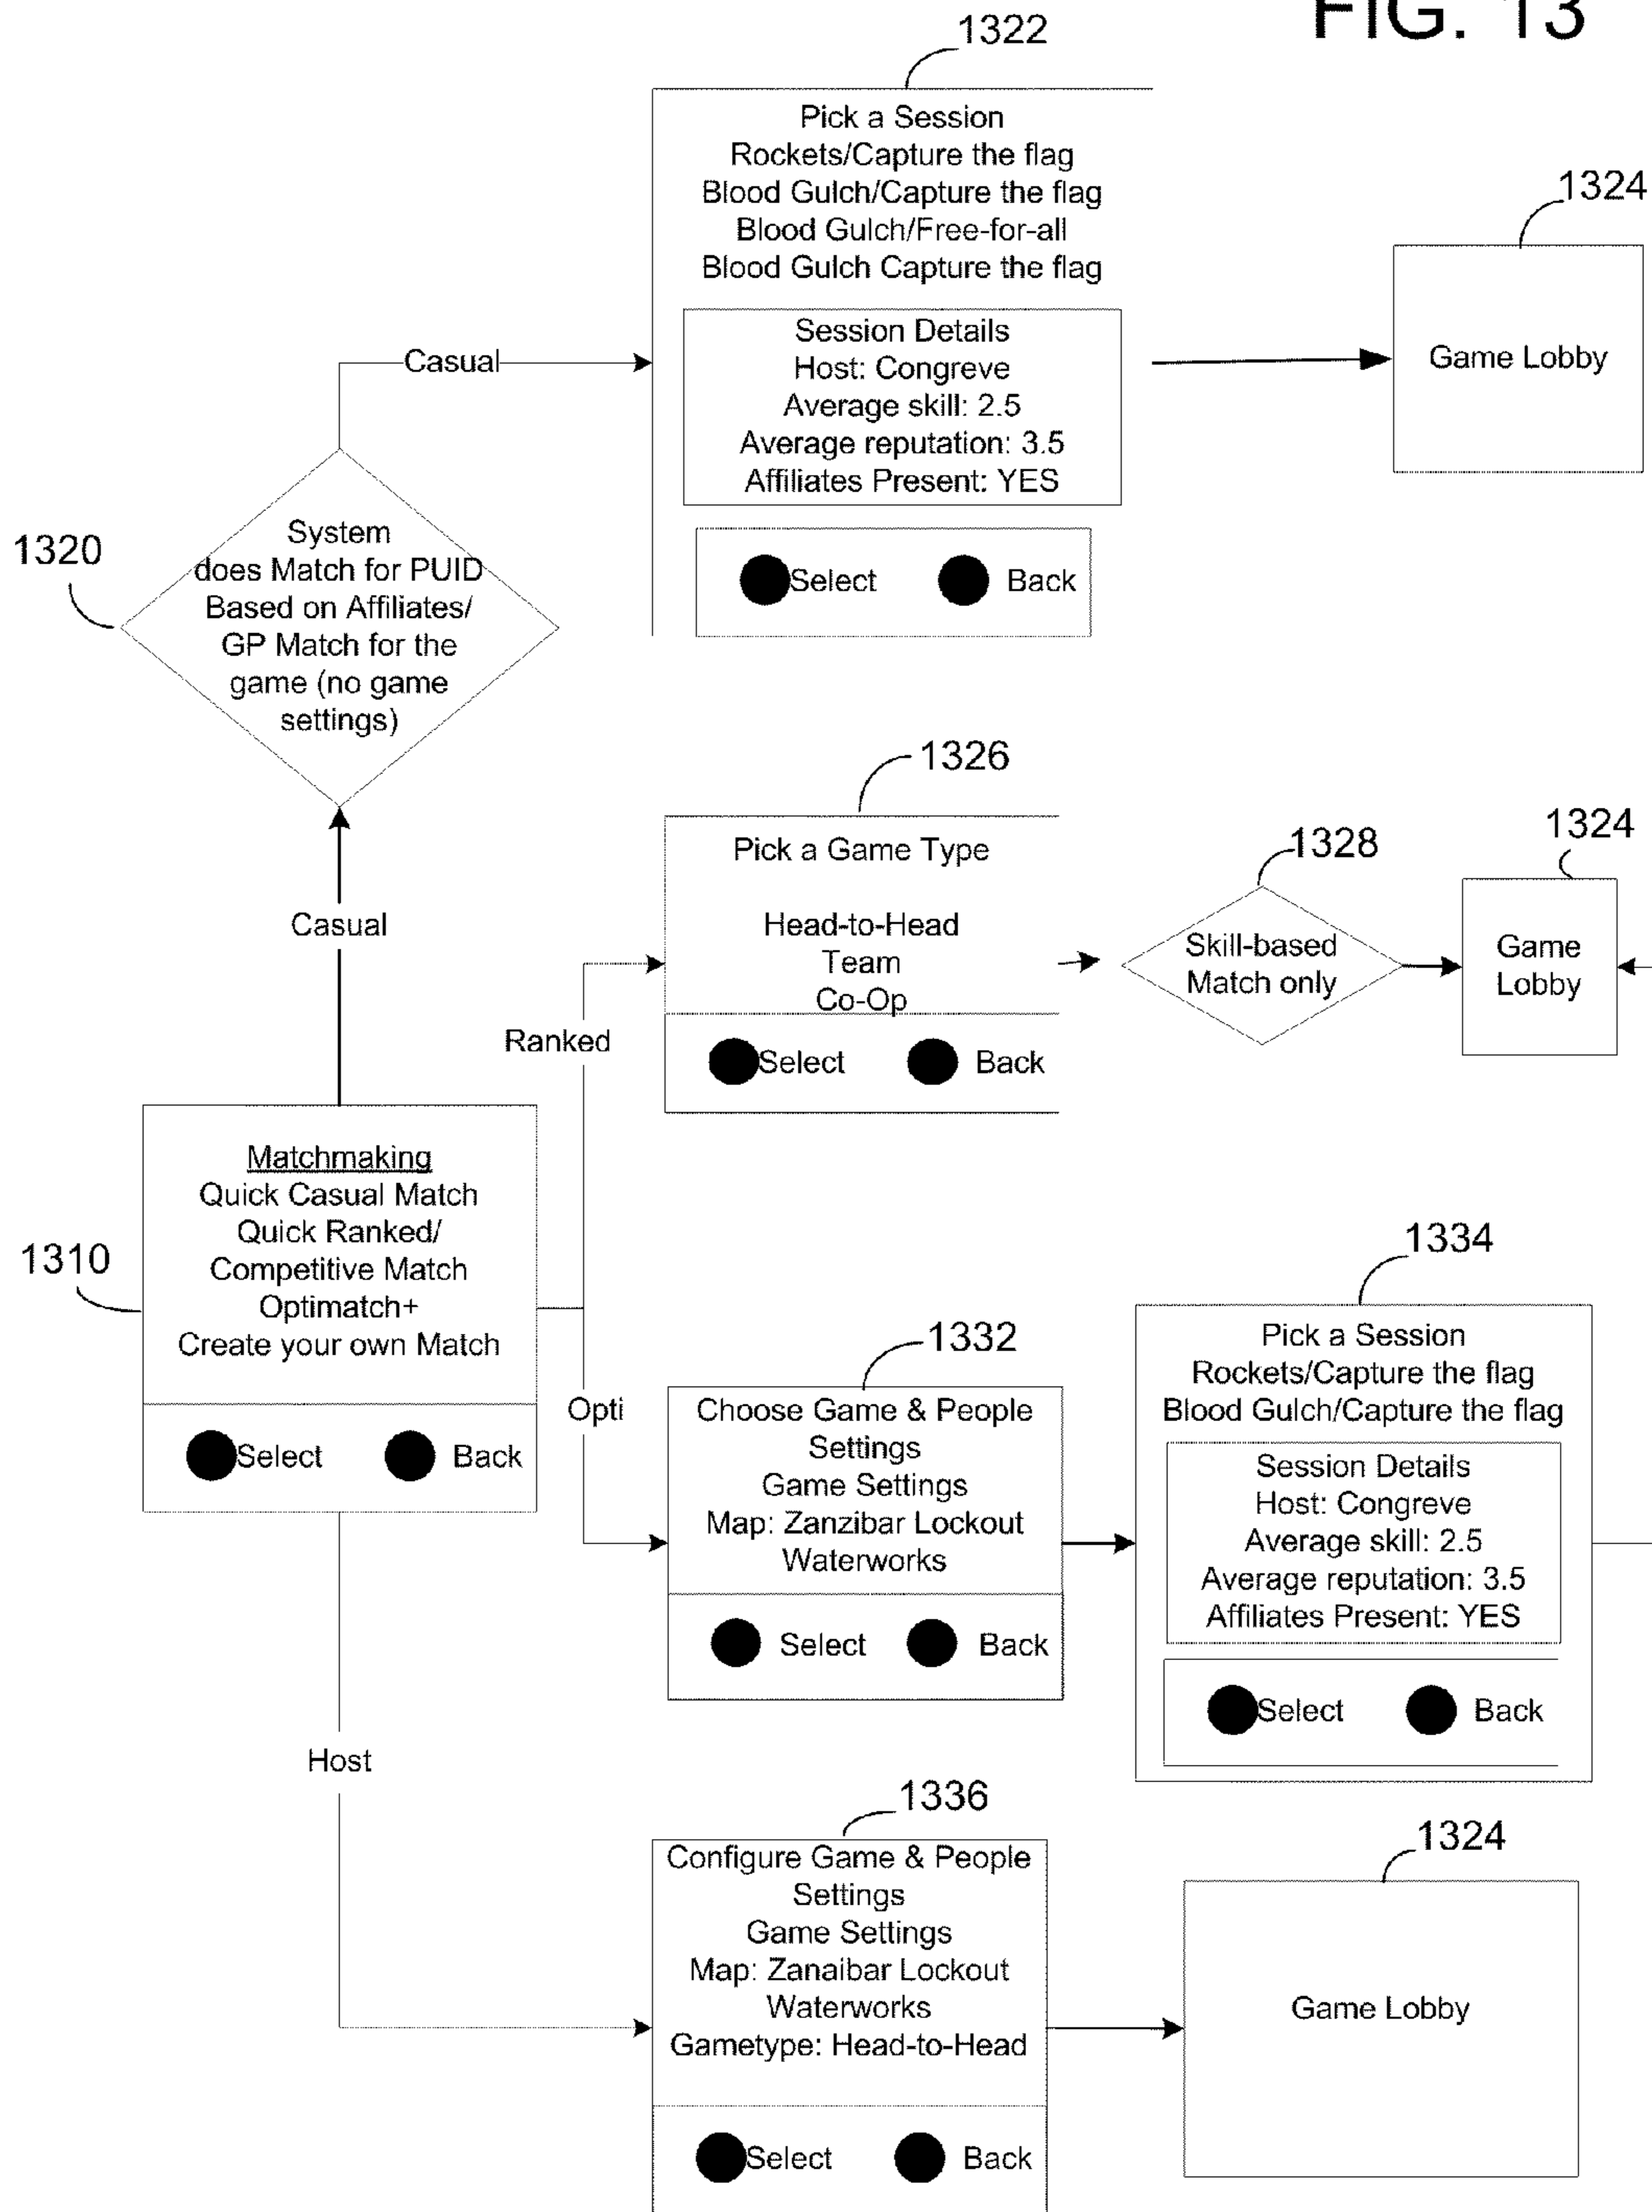 FIG. 13
1322
Pick a Session
Rockets/Capture the flag
Blood Gulch/Capture the flag
Blood Gulch/Free-for-all
Blood Gulch Capture the flag
Session Details
Host: Congreve
Average skill: 2.5
Average reputation: 3.5
Affiliates Present: YES
Select Back
1324
Game Lobby
Casual
1320
System
does Match for PUID
Based on Affiliates/
GP Match for the
game (no game
settings)
Casual
1326
Pick a Game Type
Head-to-Head
Team
Co-Op
Select Back
1328
Skill-based
Match only
1324
Game
Lobby
Ranked
1310
Matchmaking
Quick Casual Match
Quick Ranked/
Competitive Match
Optimatch+
Create your own Match
Select Back
Opti
1332
Choose Game & People
Settings
Game Settings
Map: Zanzibar Lockout
Waterworks
Select Back
1334
Pick a Session
Rockets/Capture the flag
Blood Gulch/Capture the flag
Session Details
Host: Congreve
Average skill: 2.5
Average reputation: 3.5
Affiliates Present: YES
Select Back
Host
1336
Configure Game & People
Settings
Game Settings
Map: Zanaibar Lockout
Waterworks
Gametype: Head-to-Head
Select Back
1324
Game Lobby